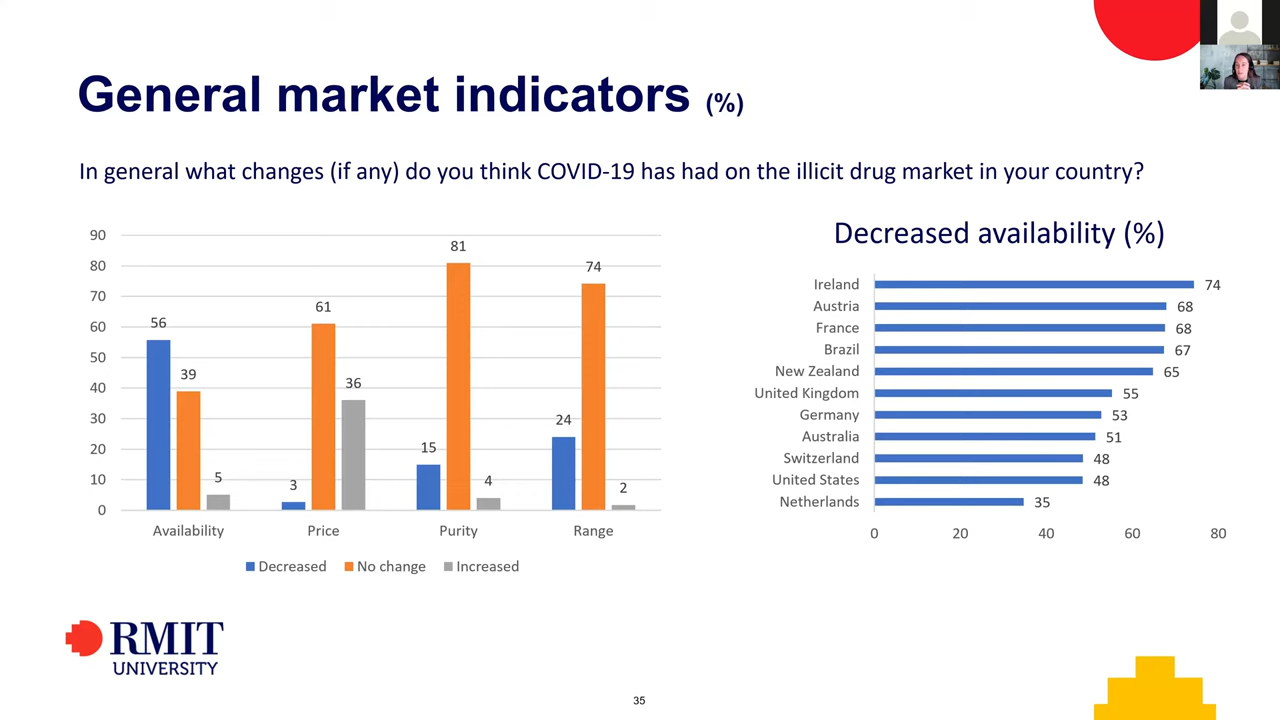 General market indicators (%)
In general what changes (if any) do you think COVID-19 has had on the illicit drug market in your country?
90
80
70
60
50
40
30
20
10
0
56
39
5
3
61
36
15
81
4
24
74
2
Availability
Price
Purity
Range
Decreased
No change
Increased
Decreased availability (%)
Ireland 74
Austria 68
France 68
Brazil 67
New Zealand 65
United Kingdom 55
Germany 53
Australia 51
Switzerland 48
United States 48
Netherlands 35
0 20 40 60 80
RMIT
UNIVERSITY
35